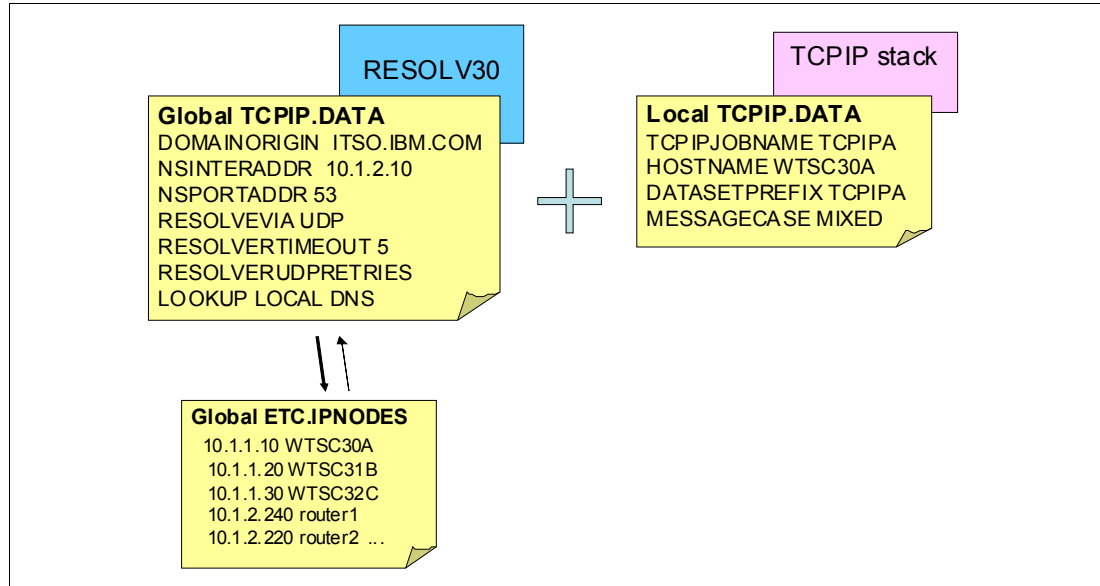 RESOLV30
Global TCPIP.DATA
DOMAINORIGIN ITSO.IBM.COM
NSINTERADDR 10.1.2.10
NSPORTADDR 53
RESOLVEVIA UDP
RESOLVERTIMEOUT 5
RESOLVERUDPRETRIES
LOOKUP LOCAL DNS
TCPIP stack
Local TCPIP.DATA
TCPIPJOBNAME TCPIPA
HOSTNAME WTSC30A
DATASETPREFIX TCPIPA
MESSAGECASE MIXED
Global ETC.IPNODES
10.1.1.10 WTSC30A
10.1.1.20 WTSC31B
10.1.1.30 WTSC32C
10.1.2.240 router1
10.1.2.220 router2 ...